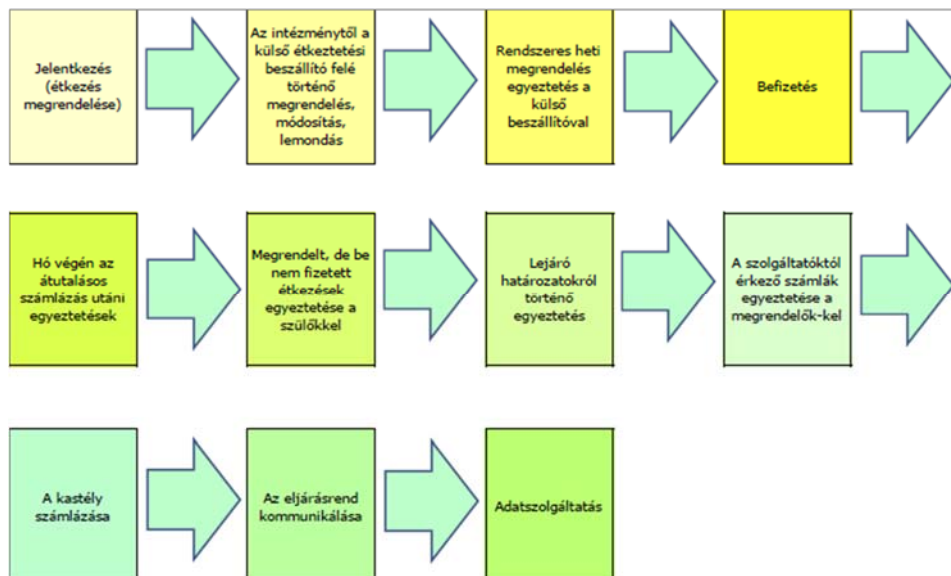 Jelentkezés
(étkezés
megrendelése)
Az intézménytől a
külső étkeztetési
beszállító felé
történő
megrendelés,
módosítás,
lemondás
Rendszeres heti
megrendelés
egyeztetés a
külső
beszállítóval
Befizetés
Hó végén az
átutalásos
számlázás utáni
egyeztetések
Megrendelt, de be
nem fizetett
étkezések
egyeztetése a
szülőkkel
Lejáró
határozatokról
történő
egyeztetés
A szolgáltatóktól
érkező számlák
egyeztetése a
megrendelők-kel
A kastély
számlázása
Az eljárásrend
kommunikálása
Adatszolgáltatás